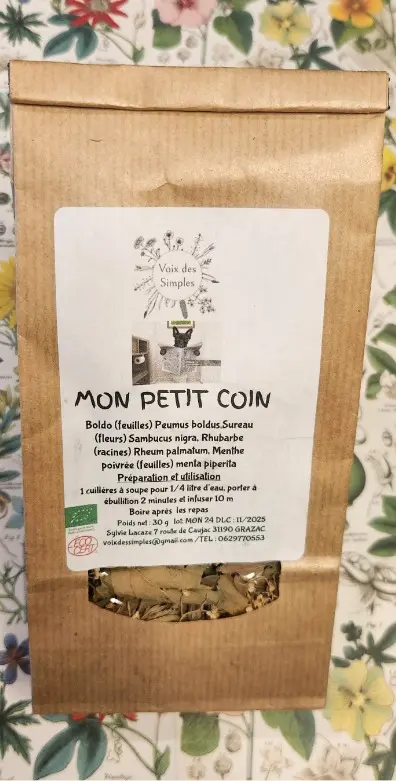 Voix des
Simples
MON PETIT COIN
Boldo (feuilles) Peumus boldus,Sureau
(fleurs) Sambucus nigra, Rhubarbe
(racines) Rheum palmatum, Menthe
poivrée (feuilles) menta piperita
Préparation et utilisation
1 cuillères à soupe pour 1/4 litre d'eau, porter à
ébullition 2 minutes et infuser 10 m
Boire après les repas
Poids net : 30 g lot: MON 24 DLC : 11/2025
Sylvie Lacaze 7 route de Caujac 31190 GRAZAC
voixdessimples@gmail.com /TEL : 0629770553
ECO
CERT